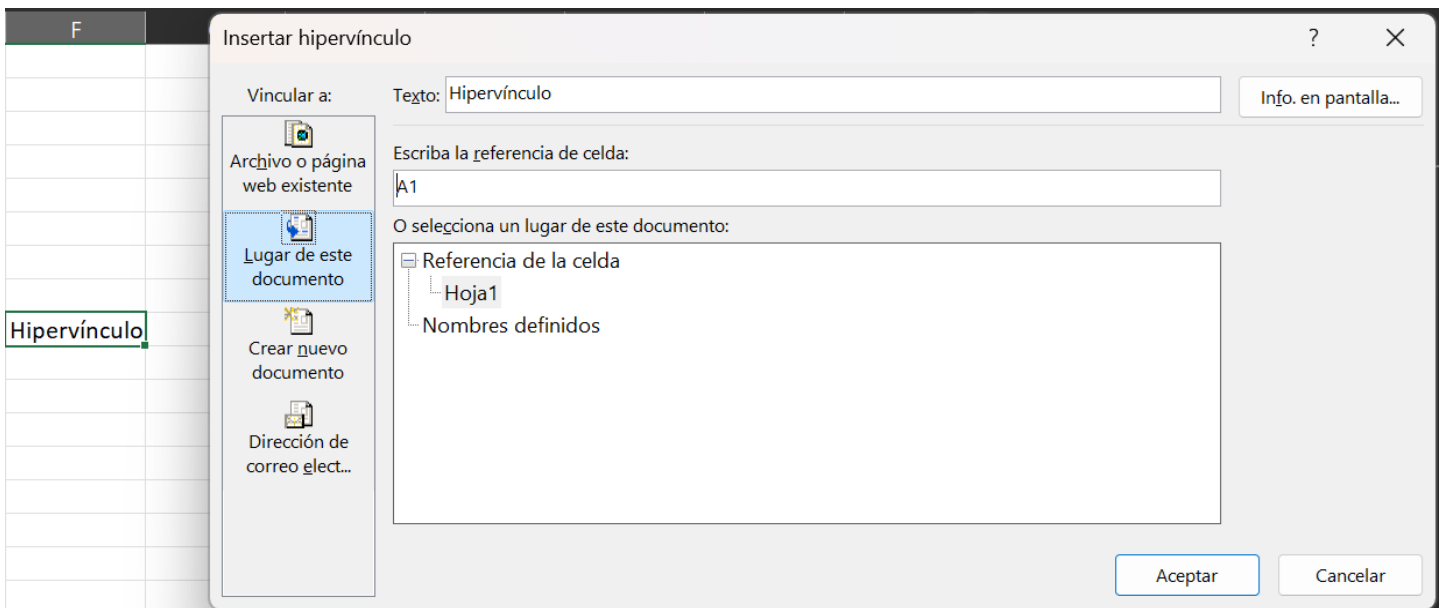 F
Insertar hipervínculo
?
Vincular a:
Texto: Hipervínculo
Info. en pantalla...
Archivo o página
web existente
Escriba la referencia de celda:
A1
O selecciona un lugar de este documento:
Lugar de este
documento
Referencia de la celda
Hoja1
Nombres definidos
Hipervínculo
Crear nuevo
documento
Dirección de
correo elect...
Aceptar
Cancelar